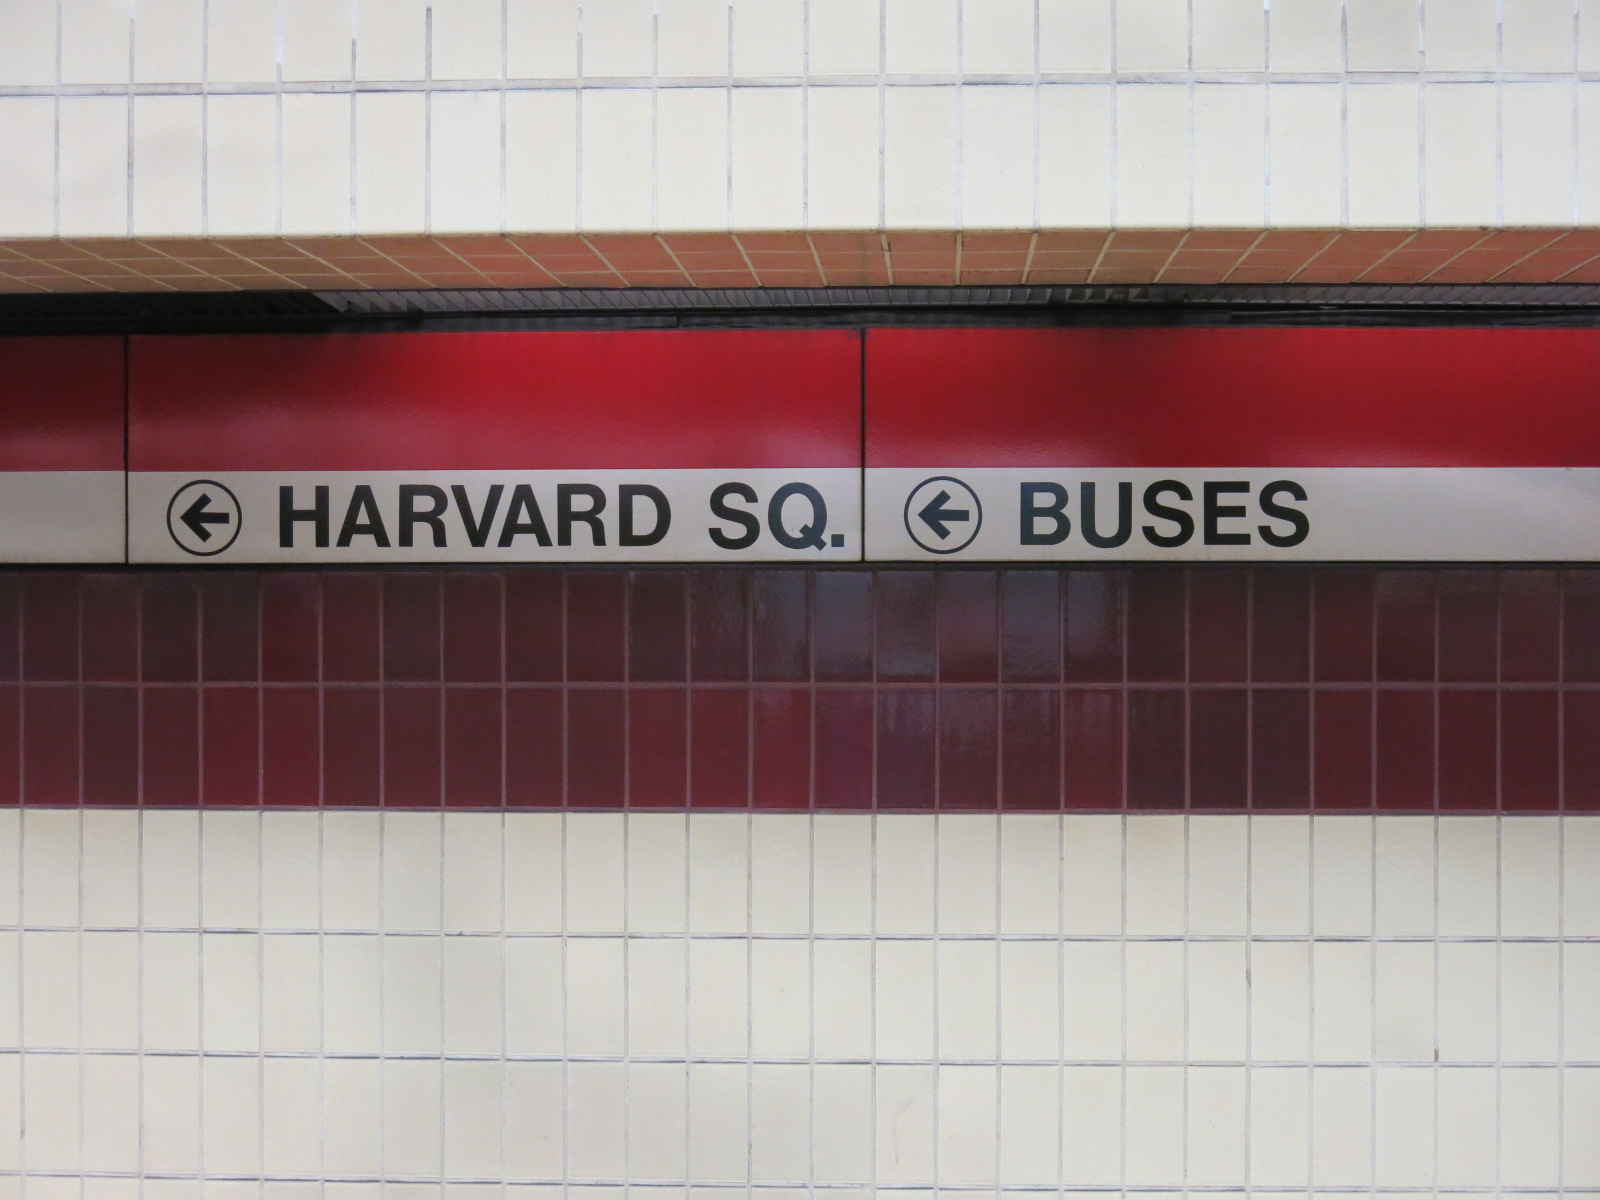 ← HARVARD SQ.
← BUSES